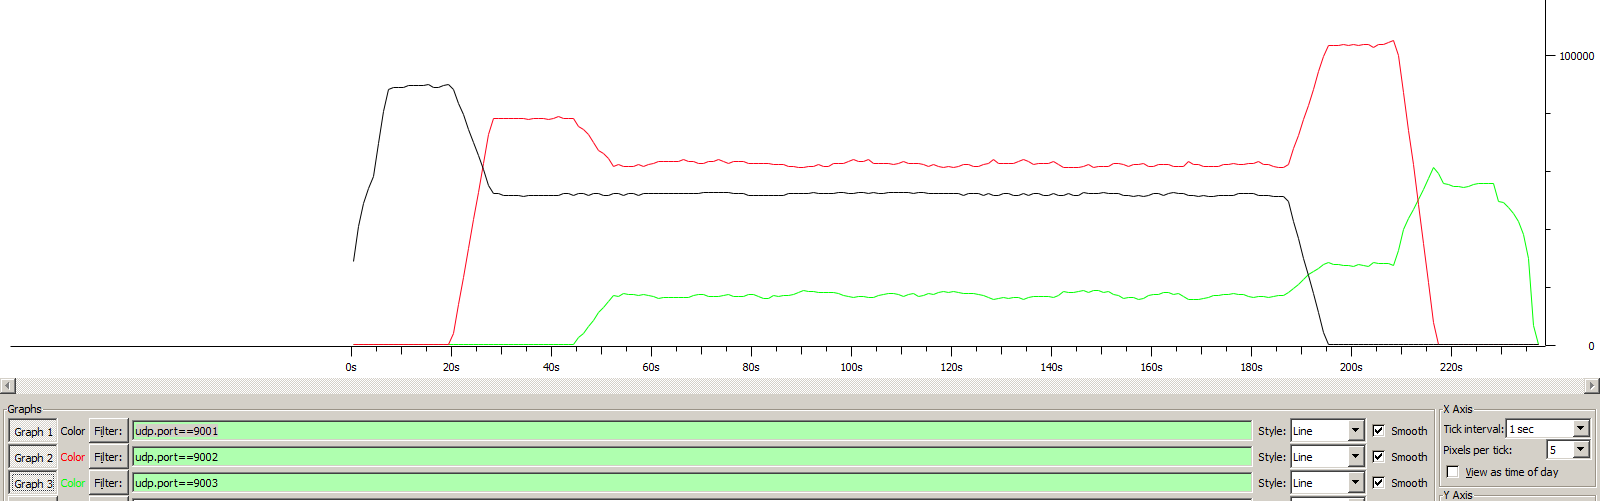 100000
0
0s 20s 40s 60s 80s 100s 120s 140s 160s 180s 200s 220s
Graphs
Graph 1 Color Filter: udp.port==9001 Style: Line Smooth
Graph 2 Color Filter: udp.port==9002 Style: Line Smooth
Graph 3 Color Filter: udp.port==9003 Style: Line Smooth
X Axis
Tick interval: 1 sec
Pixels per tick: 5
View as time of day
Y Axis